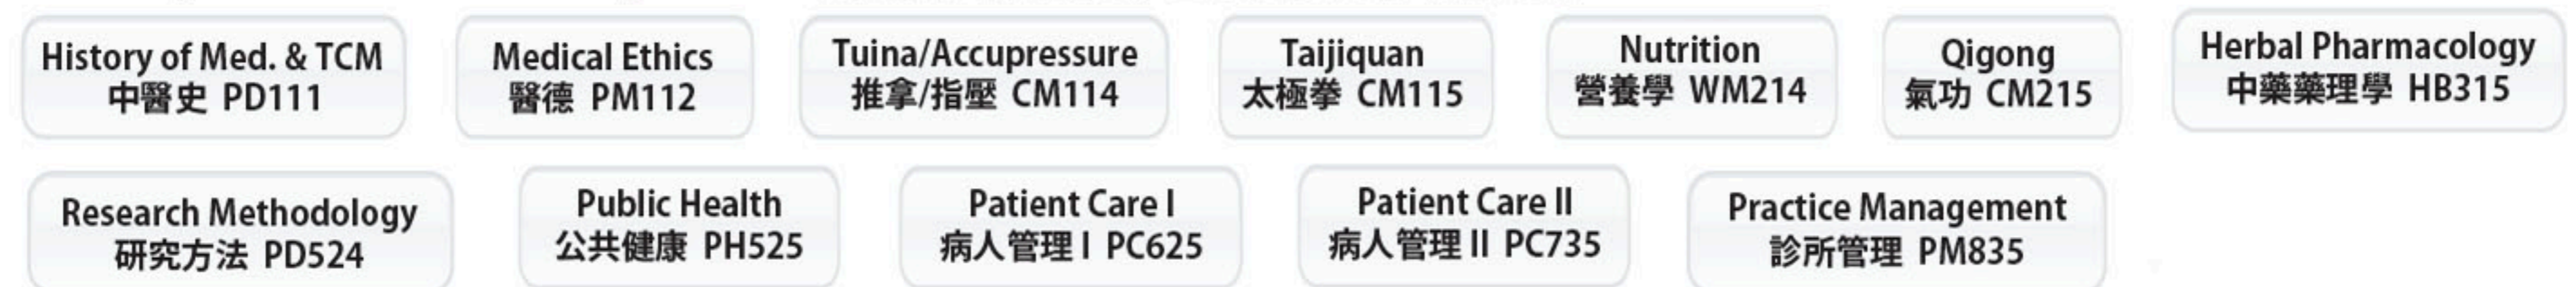 History of Med. & TCM
中醫史 PD111
Medical Ethics
醫德 PM112
Tuina/Accupressure
推拿/指壓 CM114
Taijiquan
太極拳 CM115
Nutrition
營養學 WM214
Qigong
氣功 CM215
Herbal Pharmacology
中藥藥理學 HB315
Research Methodology
研究方法 PD524
Public Health
公共健康 PH525
Patient Care I
病人管理 I PC625
Patient Care II
病人管理 II PC735
Practice Management
診所管理 PM835